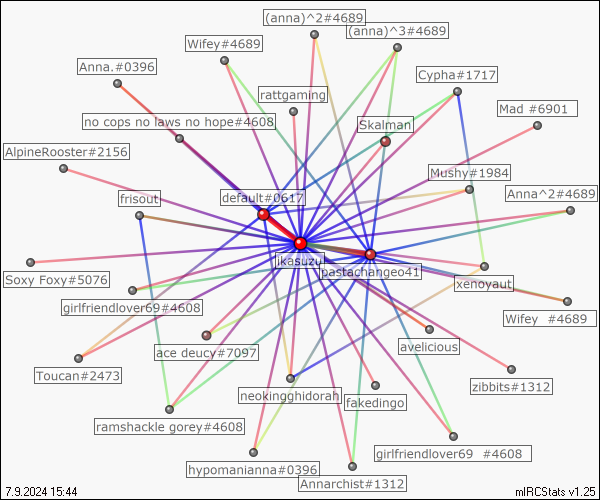 (anna)^2#4689
(anna)^3#4689
Wifey#4689
Anna.#0396
Cypha#1717
rattgaming
Mad #6901
no cops no laws no hope#4608
Skalman
AlpineRooster#2156
Mushy#1984
frisout
default#0617
Anna^2#4689
jkasuzu
pastachangeo41
Soxy Foxy#5076
xenoyaut
girlfriendlover69#4608
Wifey #4689
ace deucy#7097
avelicious
Toucan#2473
zibbits#1312
neokingghidorah
fakedingo
ramshackle gorey#4608
girlfriendlover69 #4608
hypomanianna#0396
Annarchist#1312
7.9.2024 15:44
mIRCStats v1.25